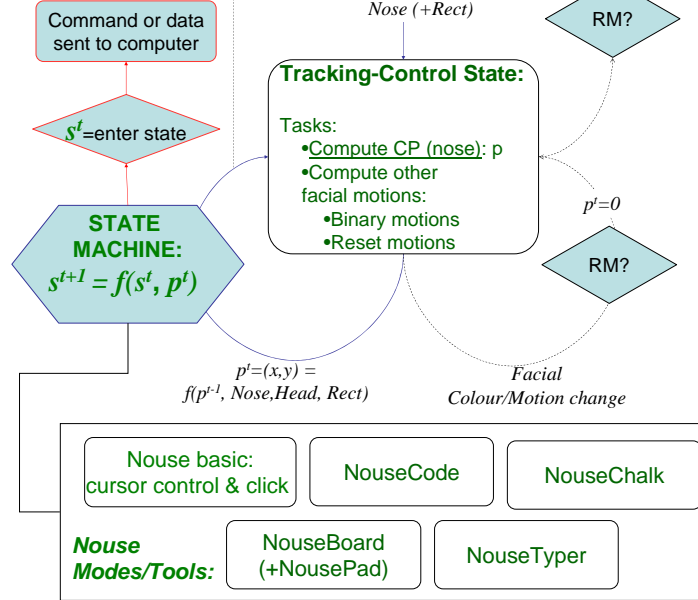 Command or data
sent to computer
Nose (+Rect)
RM?
Tracking-Control State:
Tasks:
•Compute CP (nose): p
•Compute other
facial motions:
•Binary motions
•Reset motions
s^t=enter state
STATE
MACHINE:
s^{t+1} = f(s^t, p^t)
p^t=0
RM?
p^t=(x,y) =
f(p^{t-1}, Nose,Head, Rect)
Facial
Colour/Motion change
Nouse basic:
cursor control & click
NouseCode
NouseChalk
Nouse
Modes/Tools:
NouseBoard
(+NousePad)
NouseTyper